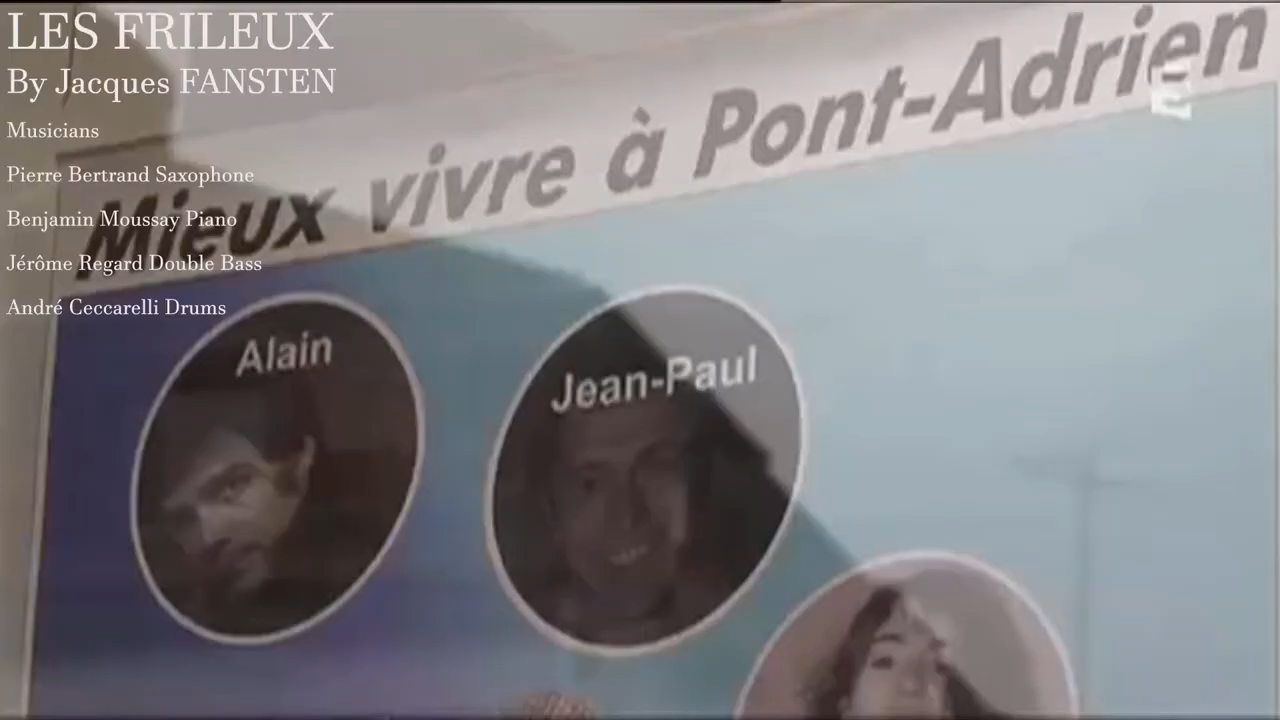 LES FRILEUX
By Jacques FANSTEN
Musicians
Pierre Bertrand Saxophone
Benjamin Moussay Piano
Jérôme Regard Double Bass
André Ceccarelli Drums
Mieux vivre à Pont-Adrien
Alain
Jean-Paul